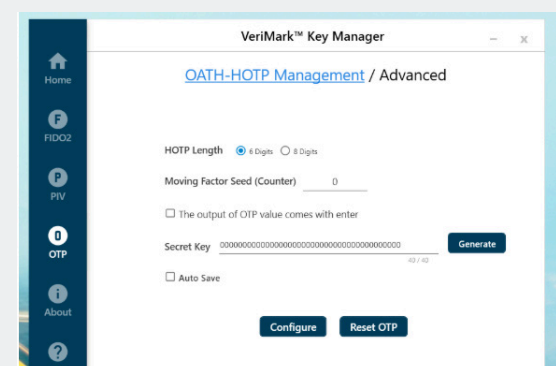 VeriMark™ Key Manager
Home
FIDO2
PIV
OTP
About
OATH-HOTP Management / Advanced
HOTP Length 6 Digits 8 Digits
Moving Factor Seed (Counter) 0
The output of OTP value comes with enter
Secret Key 0000000000000000000000000000000000000000 Generate
40 / 40
Auto Save
Configure Reset OTP